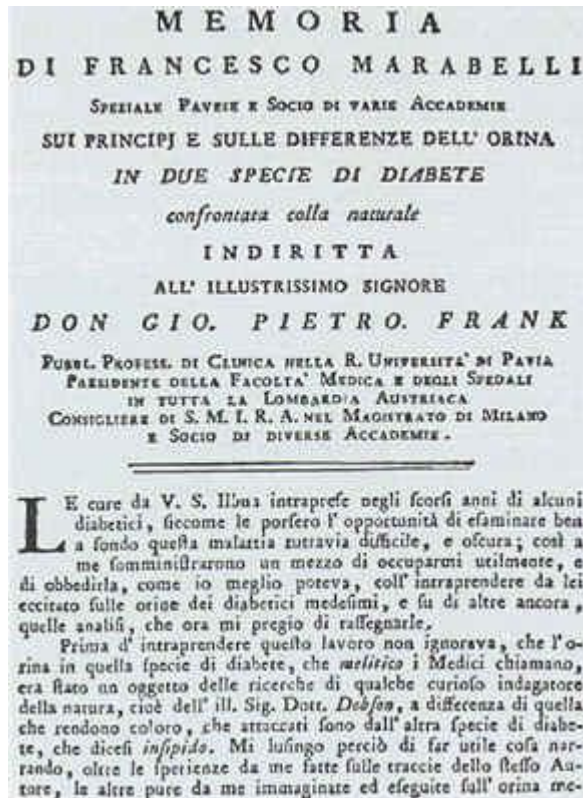 MEMORIA
DI FRANCESCO MARABELLI
SPEZIALE PAVESE E SOCIO DI VARIE ACCADEMIE
SUI PRINCIPJ E SULLE DIFFERENZE DELL' ORINA
IN DUE SPECIE DI DIABETE
confrontata colla naturale
INDIRITTA
ALL' ILLUSTRISSIMO SIGNORE
DON GIO. PIETRO. FRANK
PUBBL. PROFESS. DI CLINICA NELLA R. UNIVERSITA' DI PAVIA
PRESIDENTE DELLA FACOLTA' MEDICA E DEGLI SPEDALI
IN TUTTA LA LOMBARDIA AUSTRIACA
CONSIGLIERE DI S. M. I. R. A. NEL MAGISTRATO DI MILANO
E SOCIO DI DIVERSE ACCADEMIE.
LE cure da V. S. Illma intrapreſe negli ſcorſi anni di alcuni
diabetici, ſiccome le porſero l' opportunità di eſaminare ben
a fondo queſta malattia tuttavia difficile, e oſcura; così a
me ſomminiſtrarono un mezzo di occuparmi utilmente, e
di obbedirla, come io meglio poteva, coll' intraprendere da lei
eccitato ſulle orine dei diabetici medeſimi, e ſu di altre ancora,
quelle analiſi, che ora mi pregio di raſſegnarle.
Prima d' intraprendere queſto lavoro non ignorava, che l' o-
rina in quella ſpecie di diabete, che melitico i Medici chiamano,
era ſtato un oggetto delle ricerche di qualche curioſo indagatore
della natura, cioè dell' ill. Sig. Dott. Dobſon, a differenza di quella
che rendono coloro, che attaccati ſono dall' altra ſpecie di diabe-
te, che diceſi inſipido. Mi luſingo perciò di far utile coſa nar-
rando, oltre le ſperienze da me fatte ſulle traccie dello ſteſſo Au-
tore, le altre pure da me immaginate ed eſeguite ſull' orina me-